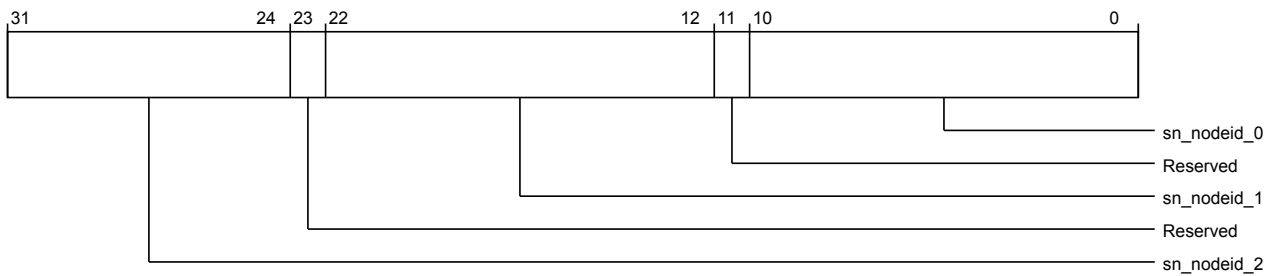 31 24 23 22 12 11 10 0
sn_nodeid_0
Reserved
sn_nodeid_1
Reserved
sn_nodeid_2